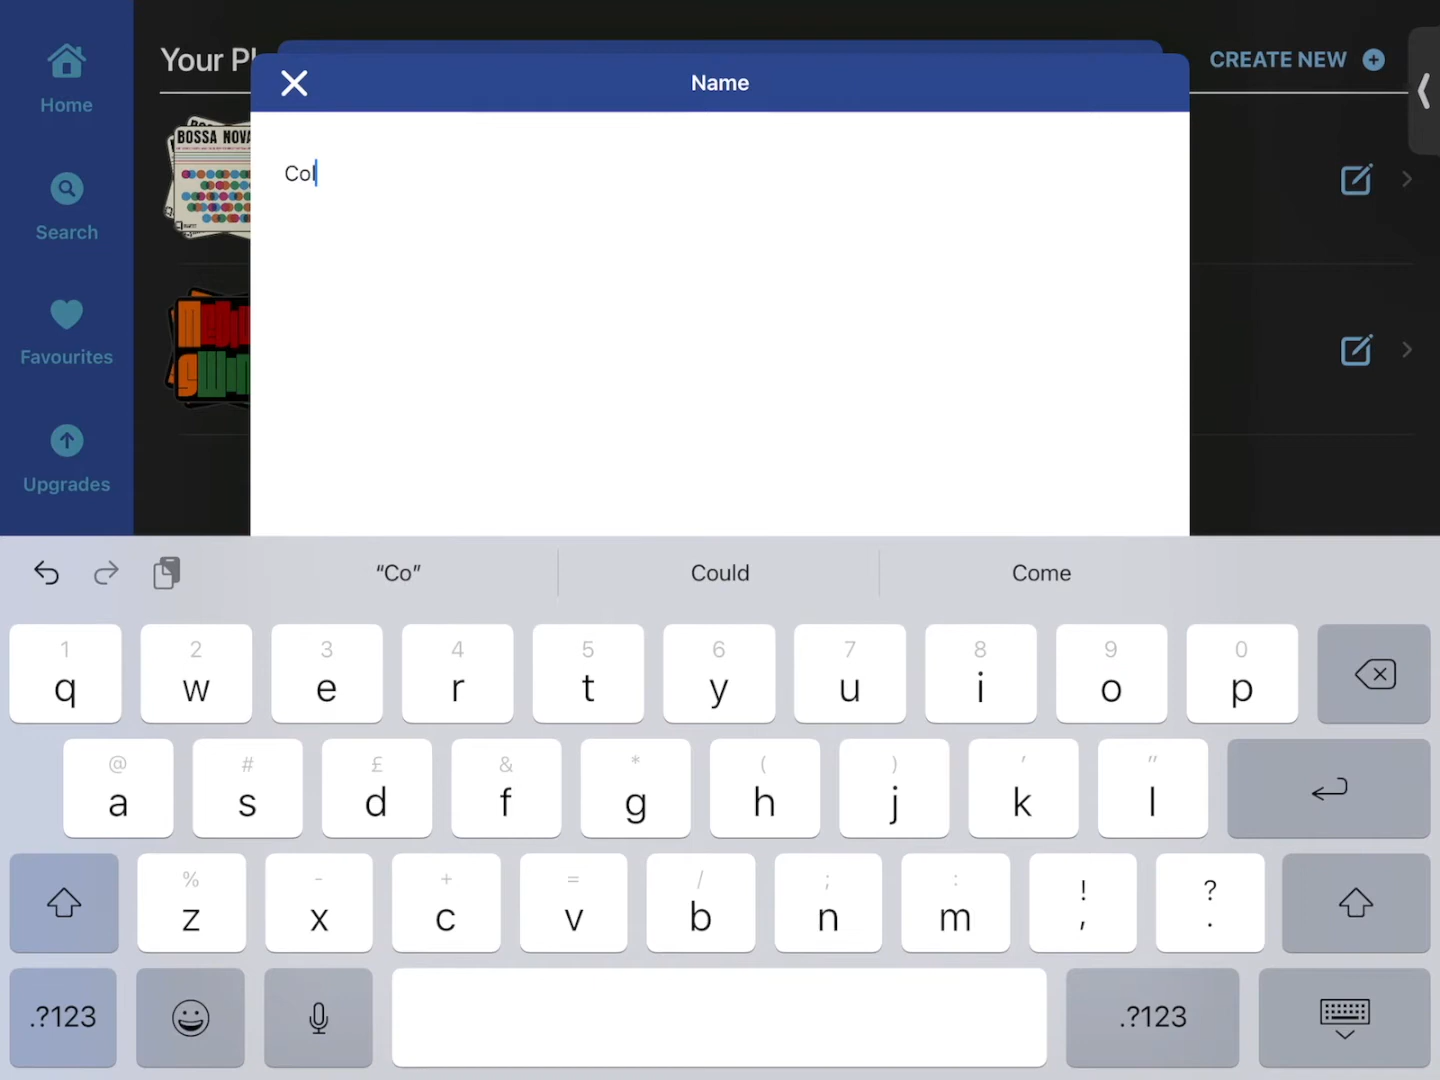 Home
Search
Favourites
Upgrades
Your Pl
CREATE NEW
BOSSA NOVA
Name
Col
“Co”
Could
Come
1 2 3 4 5 6 7 8 9 0
q w e r t y u i o p
@ # £ & * ( ) ' "
a s d f g h j k l
% - + = / ; : ! ?
z x c v b n m , .
.?123
.?123